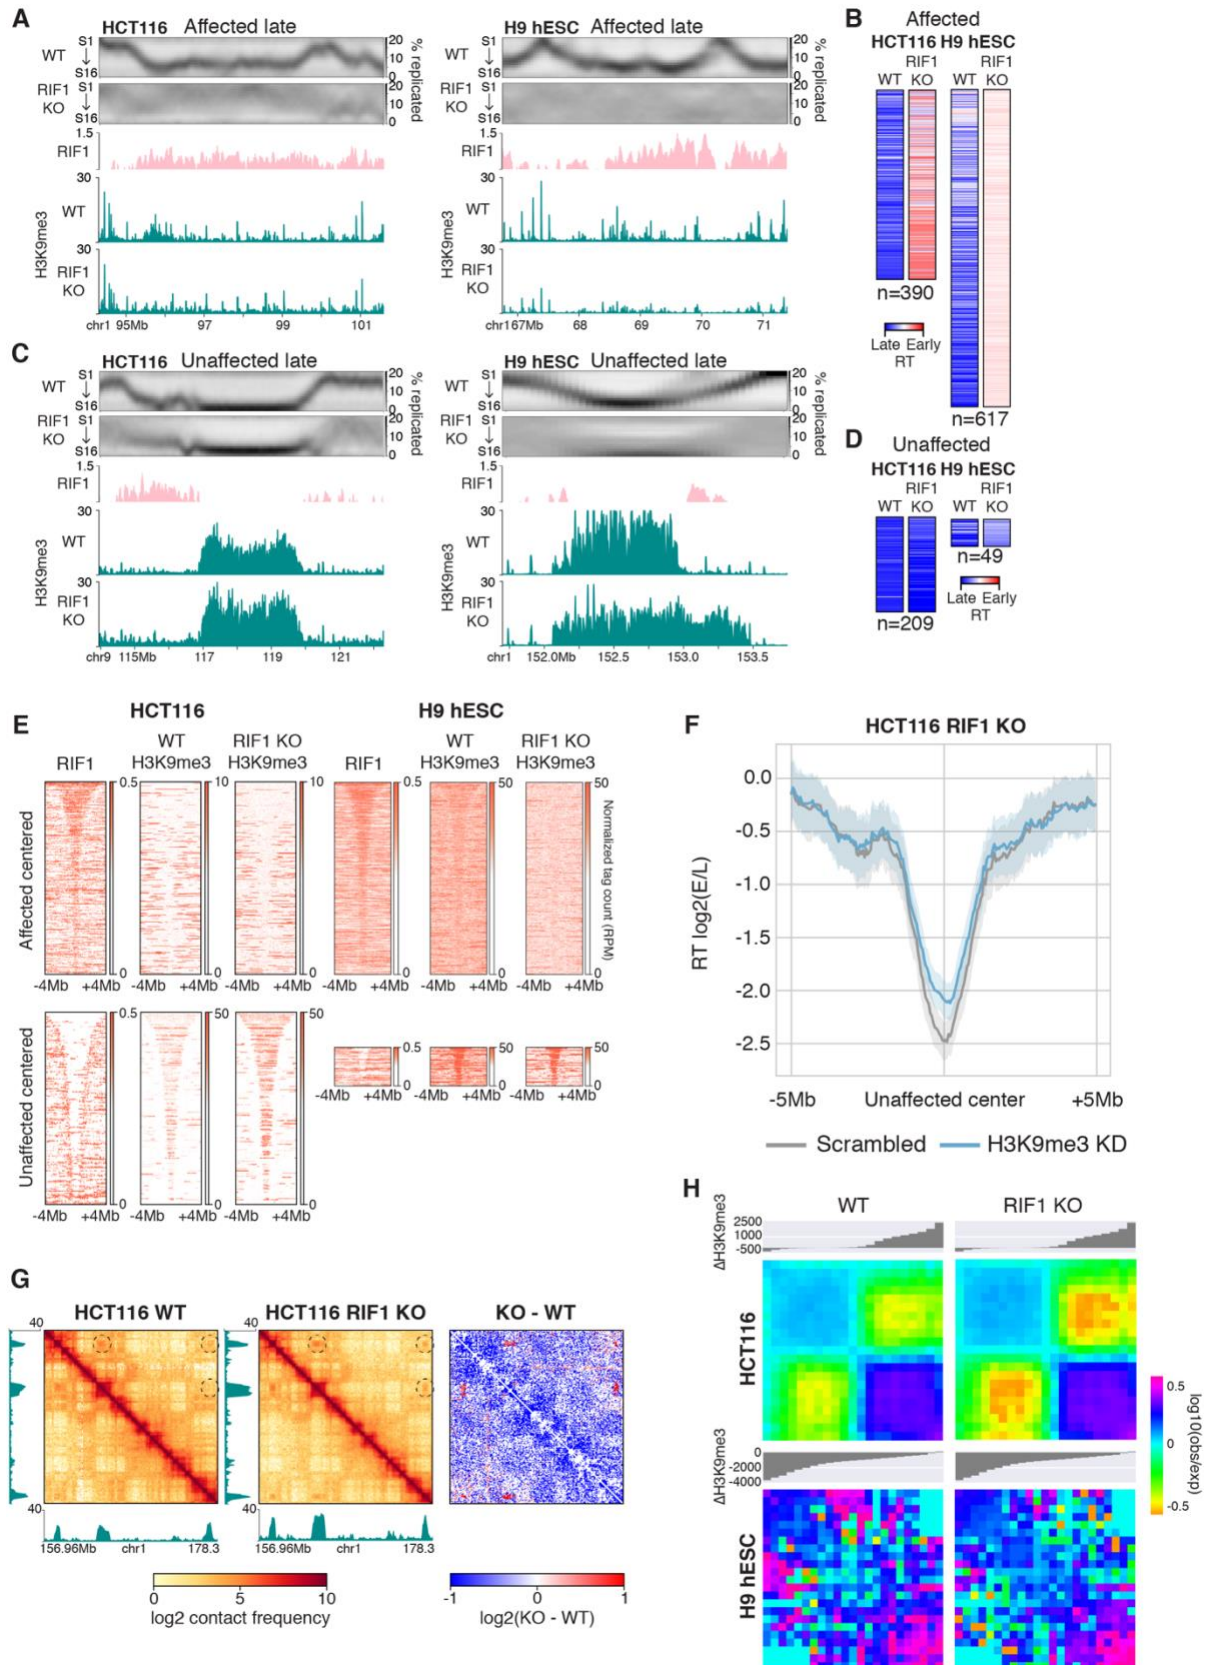 A
HCT116 Affected late
H9 hESC Affected late
WT
S1
S16
20
10
0
% replicated
RIF1 KO
S1
S16
20
10
0
1.5
RIF1
30
WT
H3K9me3
30
RIF1 KO
chr1 95Mb 97 99 101
20
10
0
% replicated
WT
S1
S16
RIF1 KO
S1
S16
20
10
0
1.5
RIF1
30
WT
H3K9me3
30
RIF1 KO
chr1 67Mb 68 69 70 71
B
Affected
HCT116 H9 hESC
WT
RIF1 KO
WT
RIF1 KO
n=390
Late Early
RT
n=617
C
HCT116 Unaffected late
H9 hESC Unaffected late
WT
S1
S16
20
10
0
% replicated
RIF1 KO
S1
S16
20
10
0
1.5
RIF1
30
WT
H3K9me3
30
RIF1 KO
chr9 115Mb 117 119 121
WT
S1
S16
20
10
0
% replicated
RIF1 KO
S1
S16
20
10
0
1.5
RIF1
30
WT
H3K9me3
30
RIF1 KO
chr1 152.0Mb 152.5 153.0 153.5
D
Unaffected
HCT116 H9 hESC
WT
RIF1 KO
WT
RIF1 KO
n=49
Late Early
RT
n=209
E
HCT116
H9 hESC
RIF1
WT H3K9me3
RIF1 KO H3K9me3
RIF1
WT H3K9me3
RIF1 KO H3K9me3
Affected centered
0.5
0
10
0
10
0
0.5
0
50
0
50
0
Normalized tag count (RPM)
-4Mb +4Mb -4Mb +4Mb -4Mb +4Mb -4Mb +4Mb -4Mb +4Mb -4Mb +4Mb
Unaffected centered
0.5
0
50
0
50
0
0.5
0
50
0
50
0
-4Mb +4Mb -4Mb +4Mb -4Mb +4Mb
-4Mb +4Mb -4Mb +4Mb -4Mb +4Mb
F
HCT116 RIF1 KO
RT log2(E/L)
0.0
-0.5
-1.0
-1.5
-2.0
-2.5
-5Mb Unaffected center +5Mb
Scrambled H3K9me3 KD
G
HCT116 WT
HCT116 RIF1 KO
KO - WT
40
40
40
40
156.96Mb chr1 178.3
156.96Mb chr1 178.3
0 5 10
log2 contact frequency
-1 0 1
log2(KO - WT)
H
WT
RIF1 KO
ΔH3K9me3
2500
1000
-500
HCT116
ΔH3K9me3
0
-2000
-4000
H9 hESC
0.5
0
-0.5
log10(obs/exp)